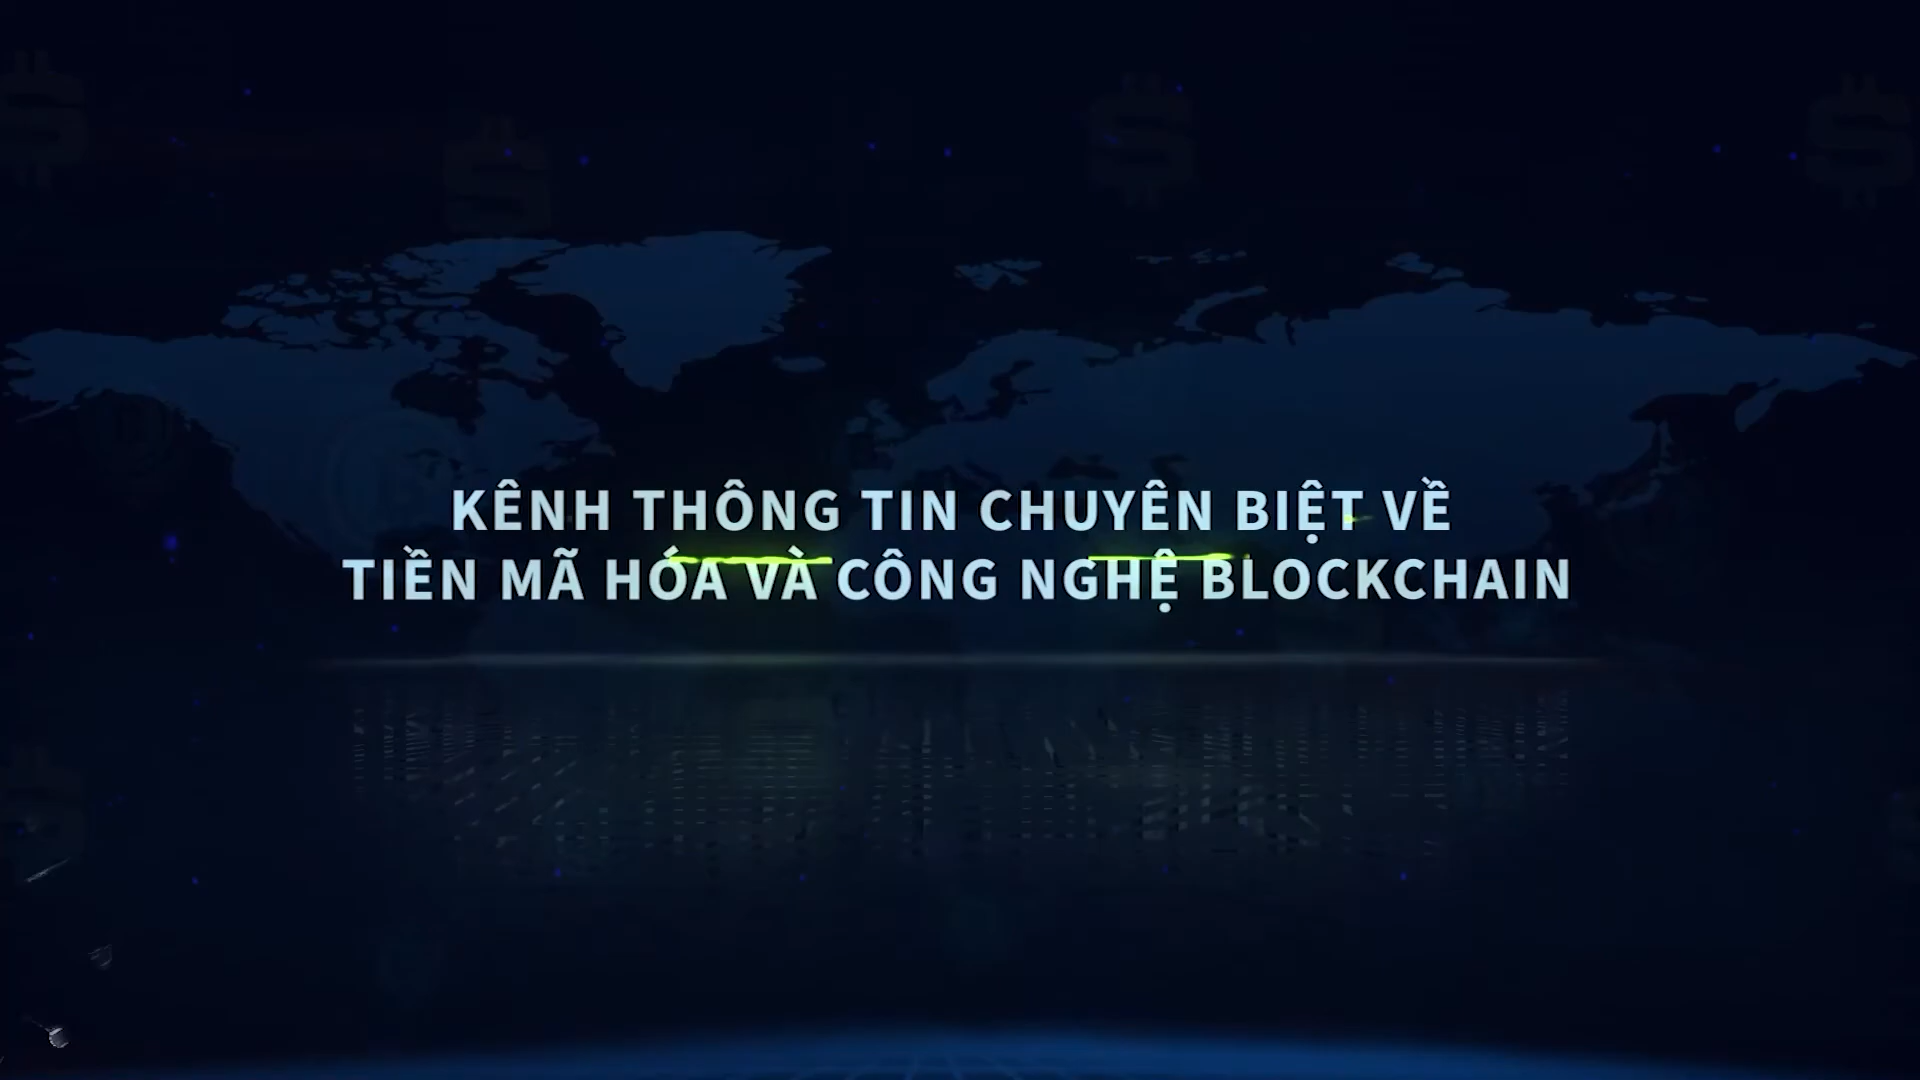 KÊNH THÔNG TIN CHUYÊN BIỆT VỀ
TIỀN MÃ HÓA VÀ CÔNG NGHỆ BLOCKCHAIN